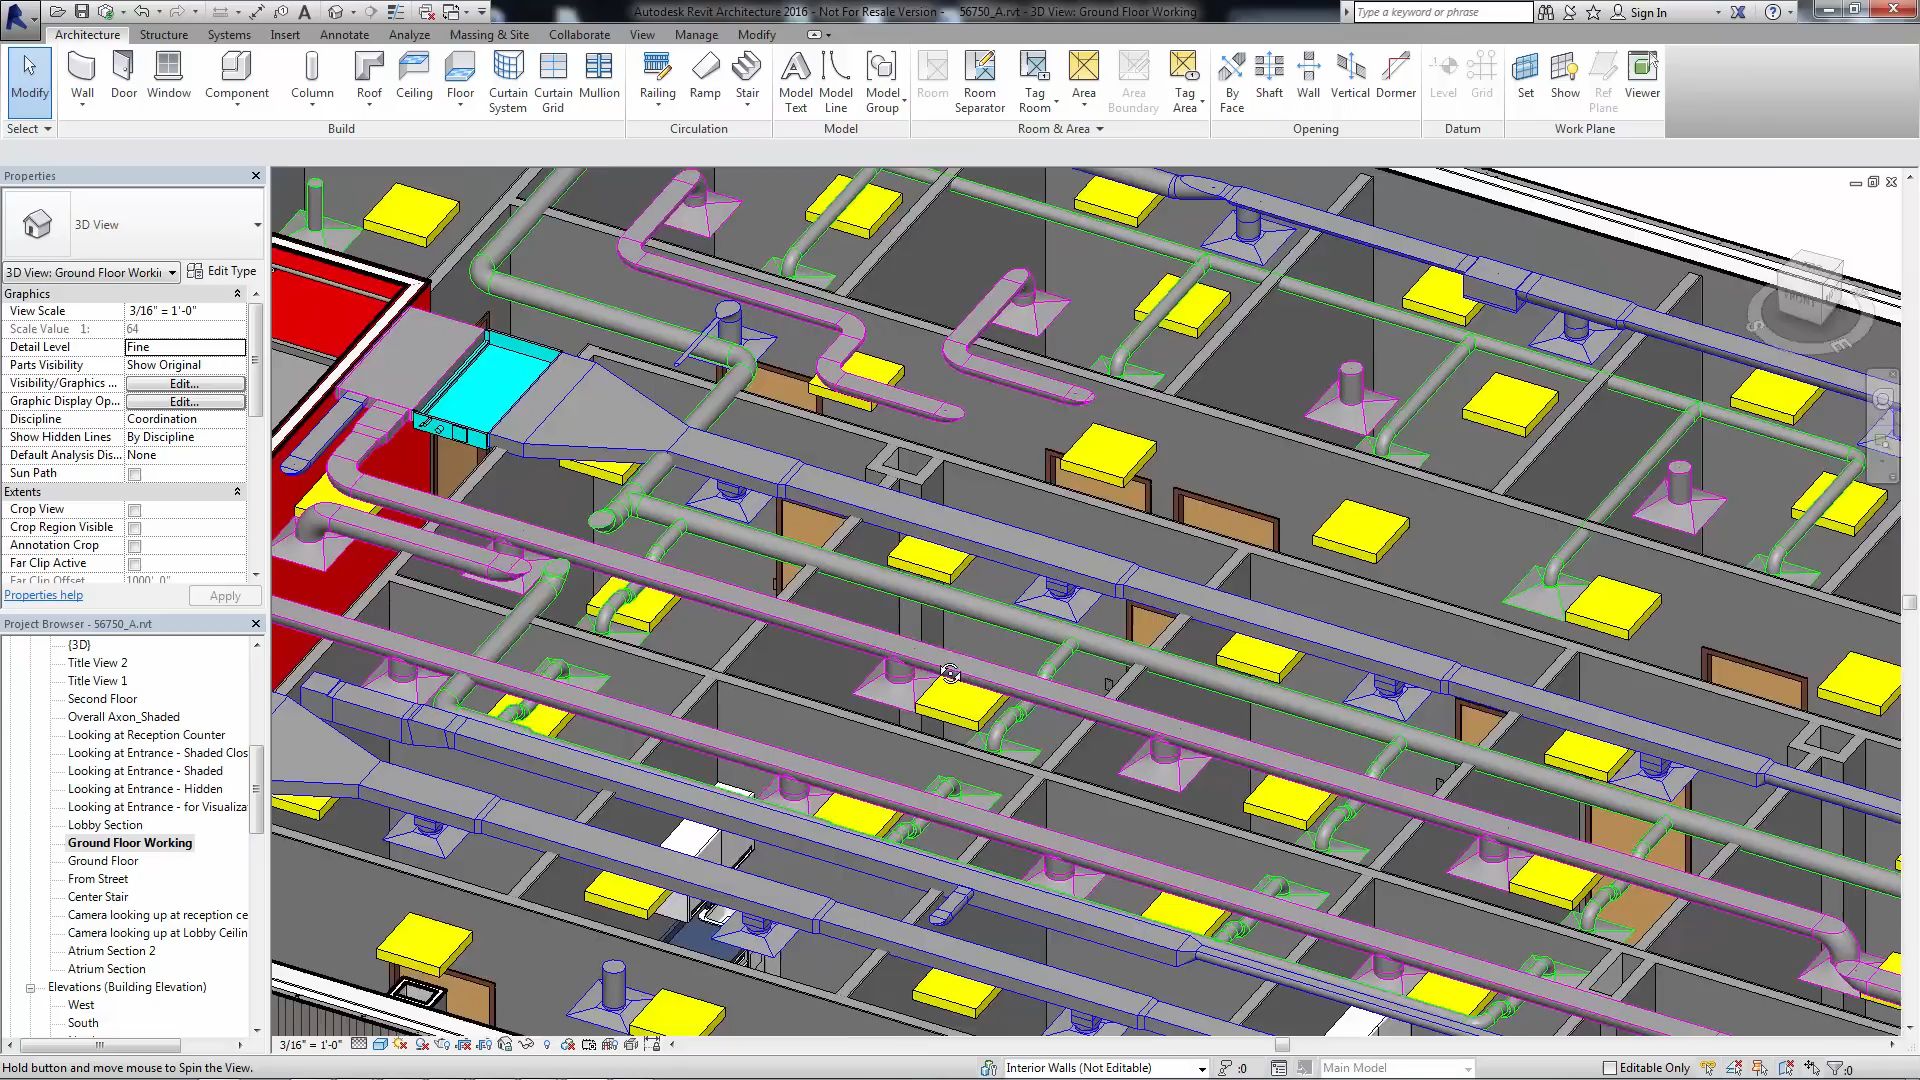 Autodesk Revit Architecture 2016 - Not For Resale Version - 56750_A.rvt - 3D View: Ground Floor Working
Type a keyword or phrase
Sign In
Architecture Structure Systems Insert Annotate Analyze Massing & Site Collaborate View Manage Modify
Modify Wall Door Window Component Column Roof Ceiling Floor Curtain System Curtain Grid Mullion Railing Ramp Stair Model Text Model Line Model Group Room Room Separator Tag Room Area Area Boundary Tag Area By Face Shaft Wall Vertical Dormer Level Grid Set Show Ref Plane Viewer
Select Build Circulation Model Room & Area Opening Datum Work Plane
Properties
3D View
3D View: Ground Floor Workin Edit Type
Graphics
View Scale 3/16" = 1'-0"
Scale Value 1: 64
Detail Level Fine
Parts Visibility Show Original
Visibility/Graphics ... Edit...
Graphic Display Op... Edit...
Discipline Coordination
Show Hidden Lines By Discipline
Default Analysis Dis... None
Sun Path
Extents
Crop View
Crop Region Visible
Annotation Crop
Far Clip Active
Far Clip Offset 1000' 0"
Properties help Apply
Project Browser - 56750_A.rvt
{3D}
Title View 2
Title View 1
Second Floor
Overall Axon_Shaded
Looking at Reception Counter
Looking at Entrance - Shaded Clos
Looking at Entrance - Shaded
Looking at Entrance - Hidden
Looking at Entrance - for Visualiza
Lobby Section
Ground Floor Working
Ground Floor
From Street
Center Stair
Camera looking up at reception ce
Camera looking up at Lobby Ceilin
Atrium Section 2
Atrium Section
Elevations (Building Elevation)
West
South
FRONT
S
E
3/16" = 1'-0"
Hold button and move mouse to Spin the View.
Interior Walls (Not Editable)
:0
Main Model
Editable Only
:0